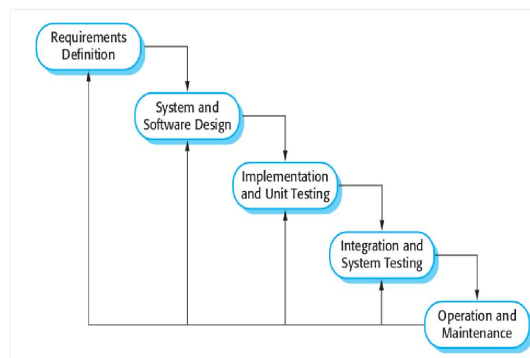 Requirements
Definition
System and
Software Design
Implementation
and Unit Testing
Integration and
System Testing
Operation and
Maintenance